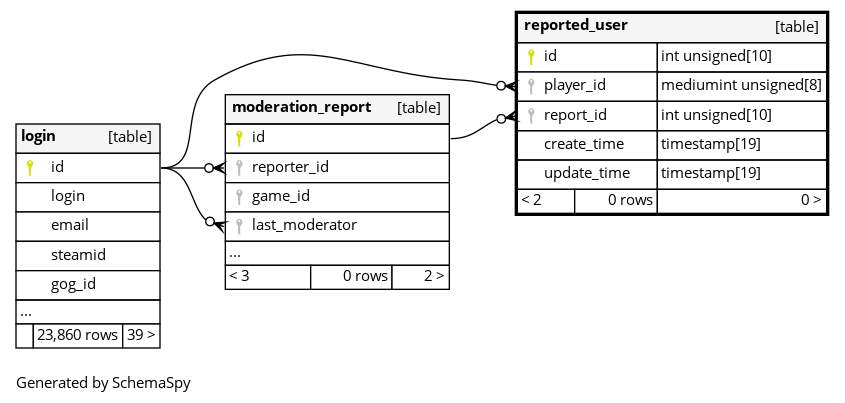 login [table]
id
login
email
steamid
gog_id
...
23,860 rows 39 >
moderation_report [table]
id
reporter_id
game_id
last_moderator
...
< 3 0 rows 2 >
reported_user [table]
id int unsigned[10]
player_id mediumint unsigned[8]
report_id int unsigned[10]
create_time timestamp[19]
update_time timestamp[19]
< 2 0 rows 0 >
Generated by SchemaSpy